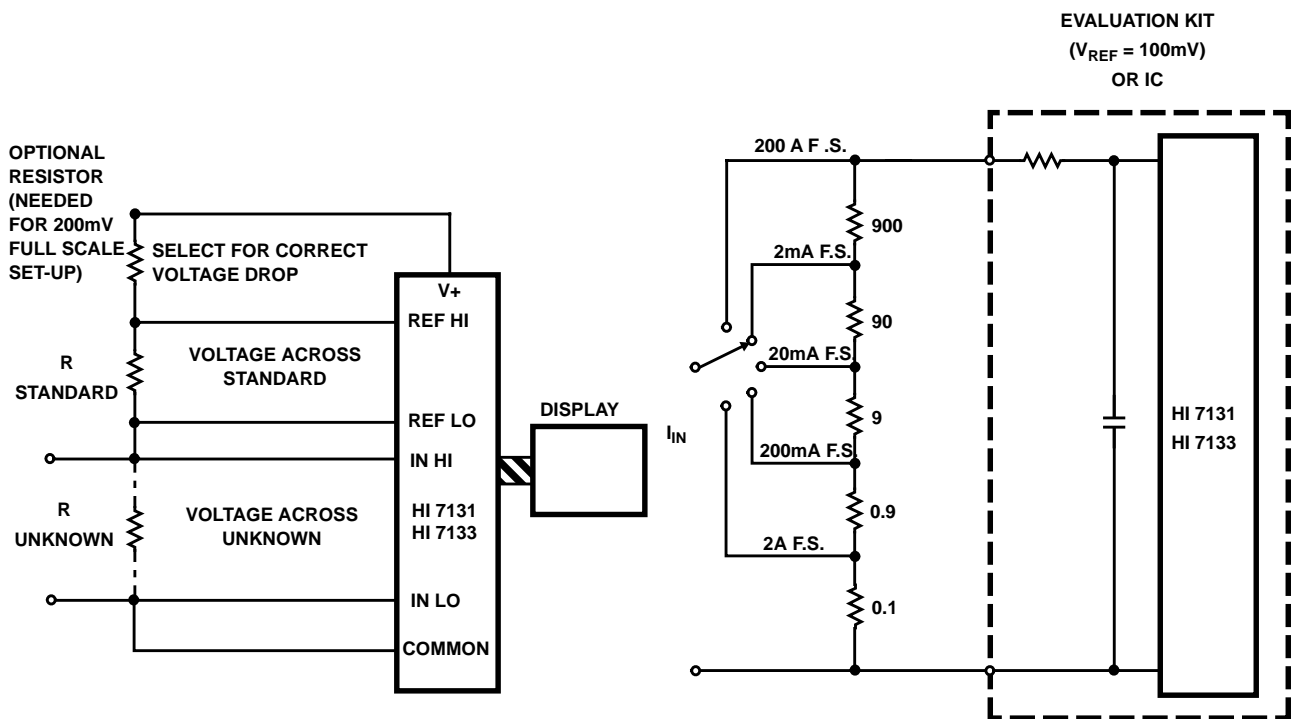 EVALUATION KIT
(VREF = 100mV)
OR IC
OPTIONAL
RESISTOR
(NEEDED
FOR 200mV
FULL SCALE
SET-UP)
SELECT FOR CORRECT
VOLTAGE DROP
V+
REF HI
R
STANDARD
VOLTAGE ACROSS
STANDARD
REF LO
IN HI
R
UNKNOWN
VOLTAGE ACROSS
UNKNOWN
HI 7131
HI 7133
IN LO
COMMON
DISPLAY
200 A F .S.
900
2mA F.S.
90
20mA F.S.
9
IIN
200mA F.S.
0.9
2A F.S.
0.1
HI 7131
HI 7133